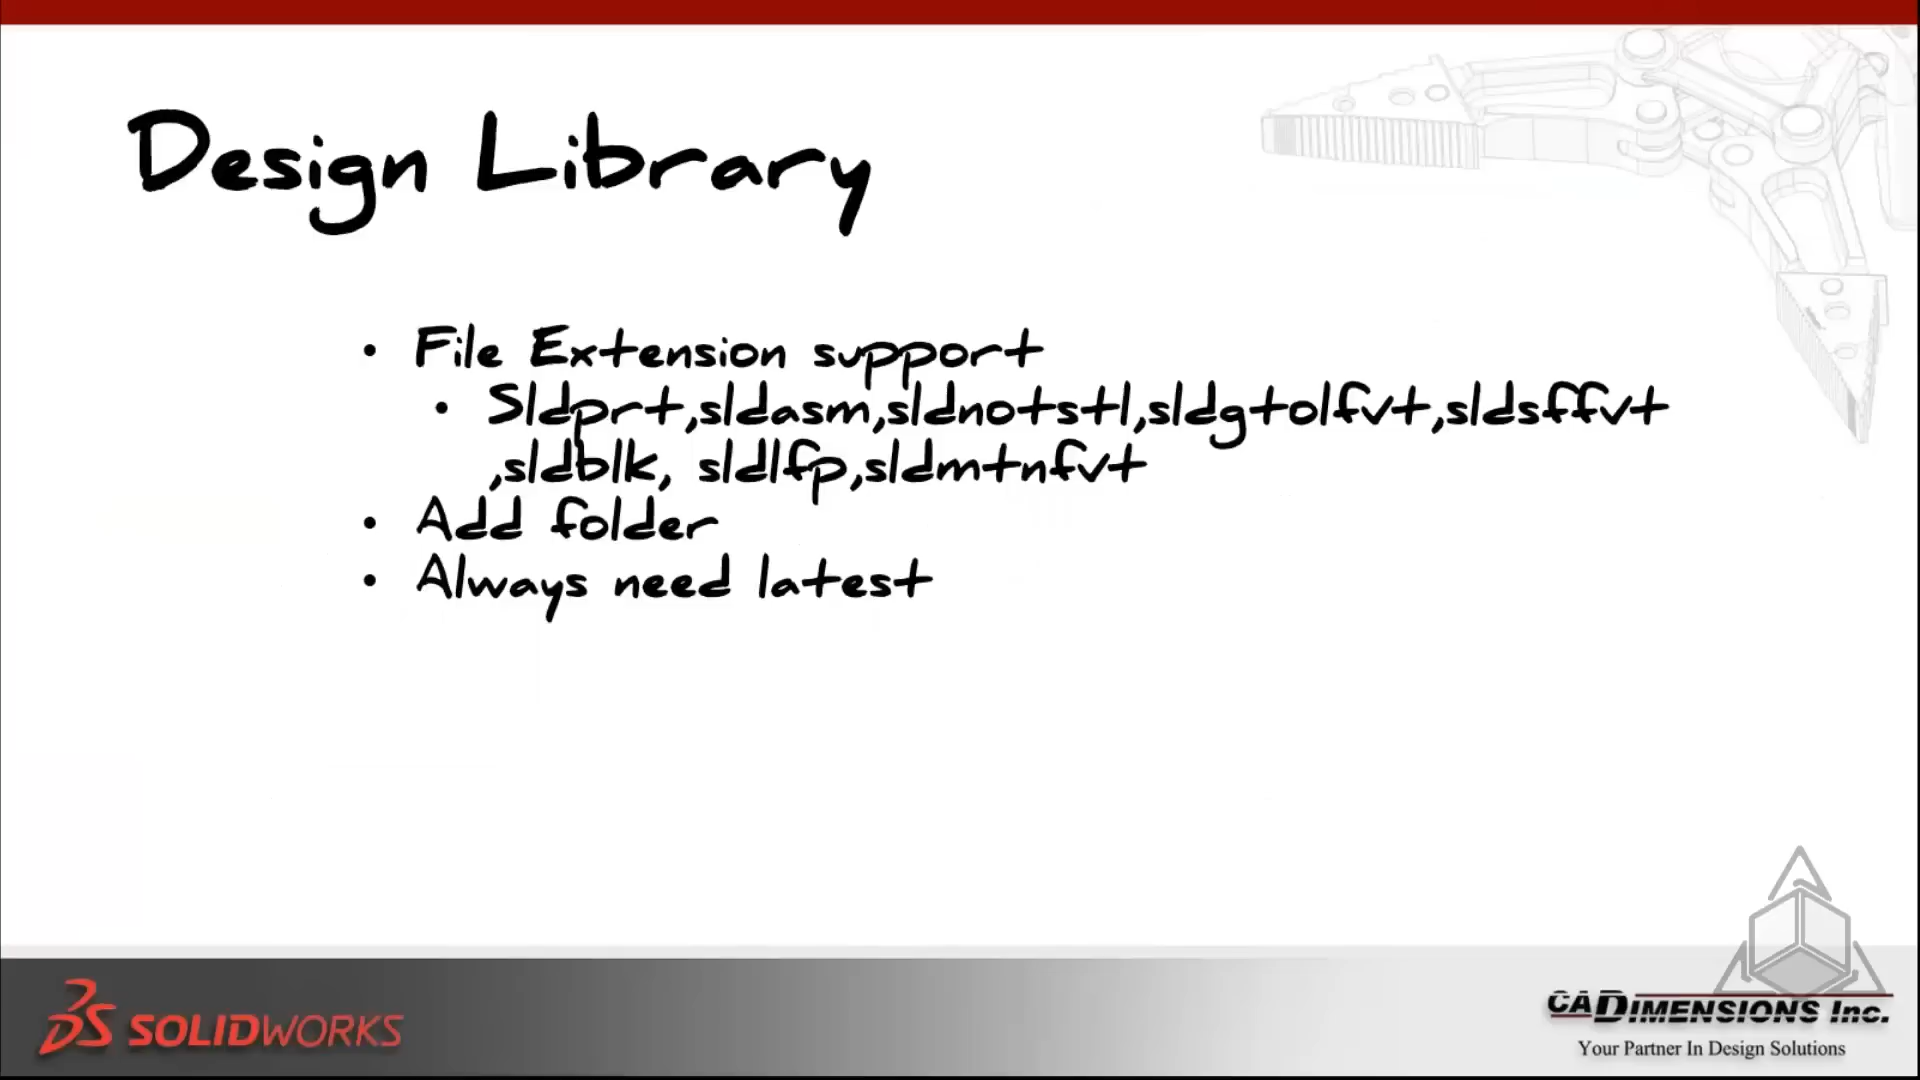 Design Library
• File Extension support
• Sldprt,sldasm,sldnotstl,sldgtolfvt,sldsffvt
,sldblk, sldlfp,sldmtnfvt
• Add folder
• Always need latest
SOLIDWORKS
CADIMENSIONS Inc.
Your Partner In Design Solutions